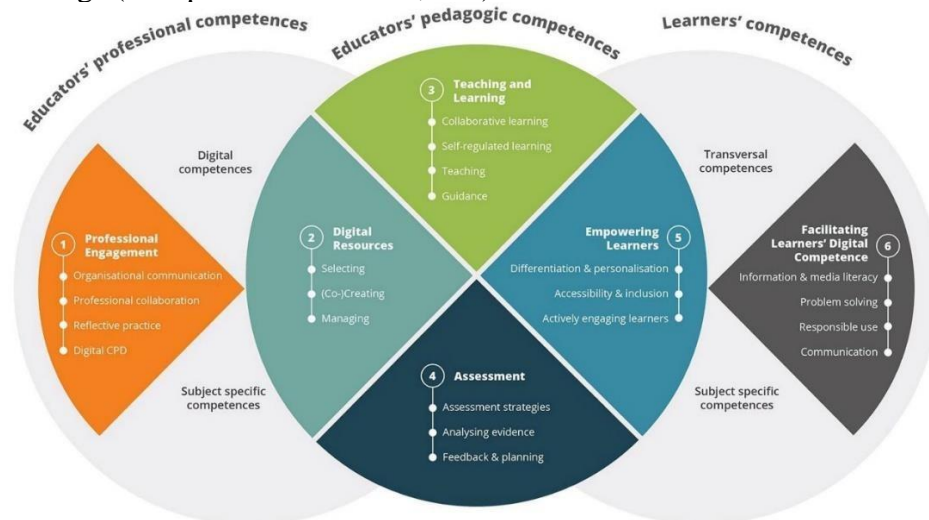 Educators' professional competences
Educators' pedagogic competences
Learners' competences
Digital
competences
Subject specific
competences
1
Professional
Engagement
Organisational communication
Professional collaboration
Reflective practice
Digital CPD
2
Digital
Resources
Selecting
(Co-)Creating
Managing
3
Teaching and
Learning
Collaborative learning
Self-regulated learning
Teaching
Guidance
4
Assessment
Assessment strategies
Analysing evidence
Feedback & planning
Empowering
Learners
5
Differentiation & personalisation
Accessibility & inclusion
Actively engaging learners
Transversal
competences
Subject specific
competences
Facilitating
Learners' Digital
Competence
6
Information & media literacy
Problem solving
Responsible use
Communication